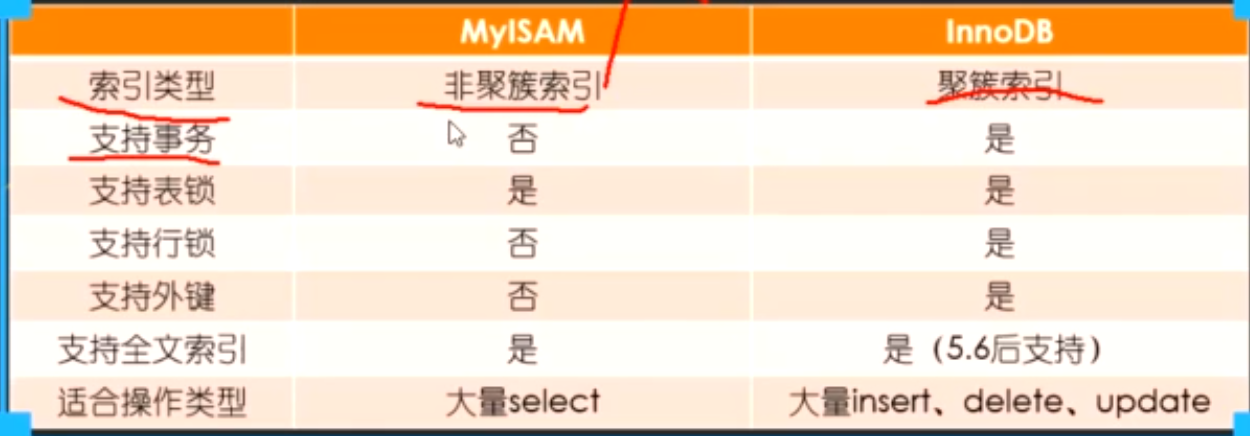 MyISAM InnoDB
索引类型 非聚簇索引 聚簇索引
支持事务 否 是
支持表锁 是 是
支持行锁 否 是
支持外键 否 是
支持全文索引 是 是（5.6后支持）
适合操作类型 大量select 大量insert、delete、update